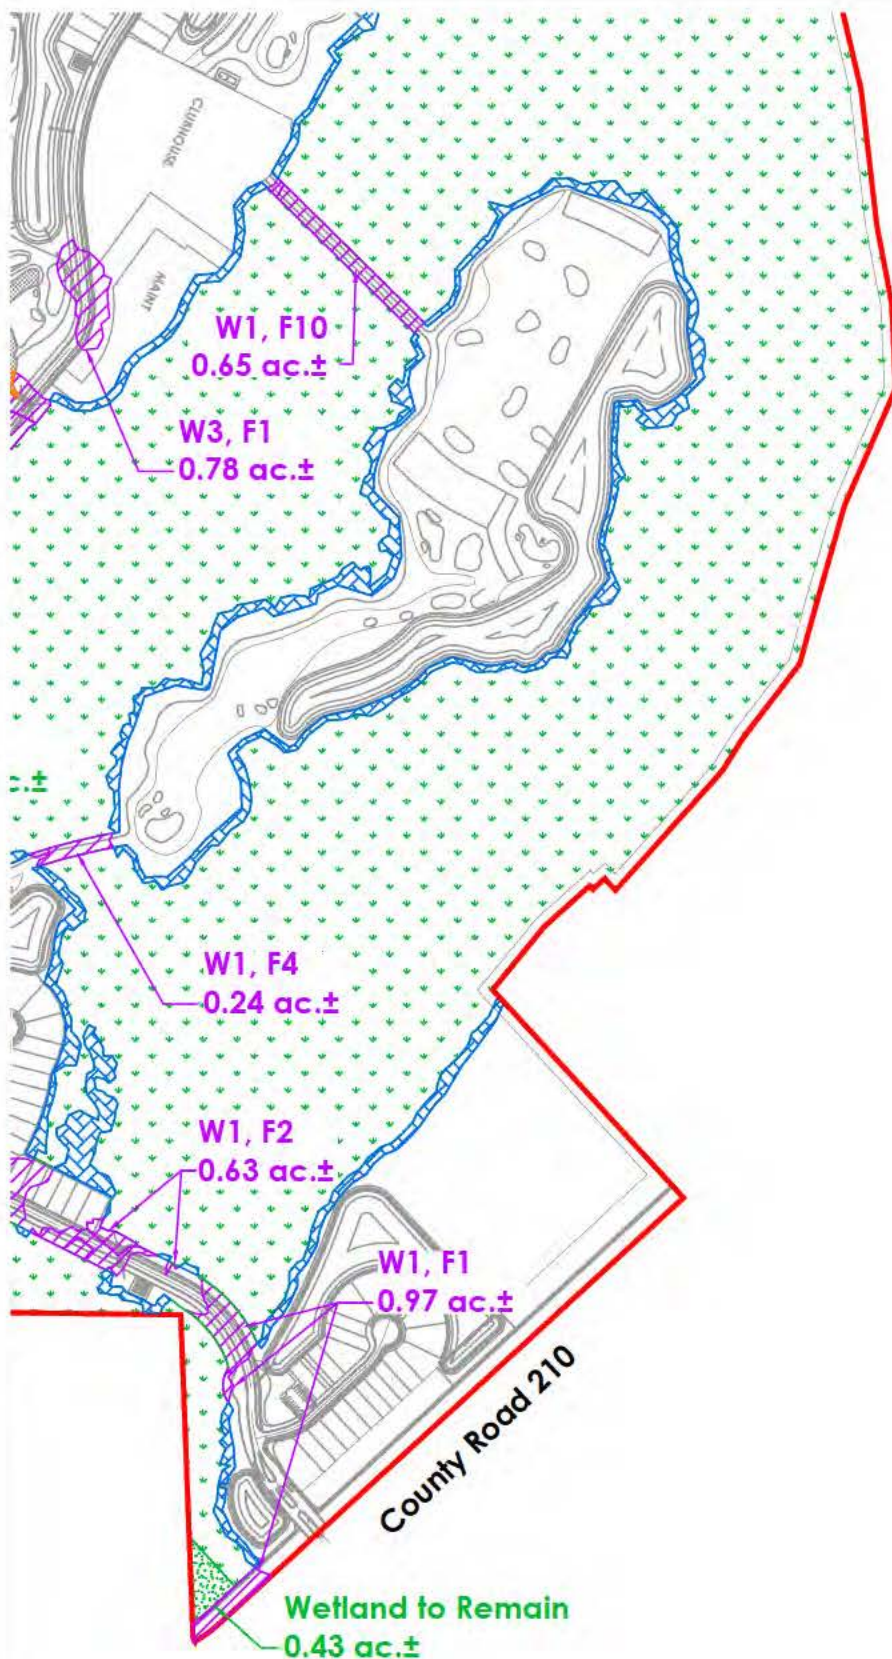 CLUBHOUSE
MAINT
W1, F10
0.65 ac.±
W3, F1
0.78 ac.±
c.±
W1, F4
0.24 ac.±
W1, F2
0.63 ac.±
W1, F1
0.97 ac.±
County Road 210
Wetland to Remain
0.43 ac.±